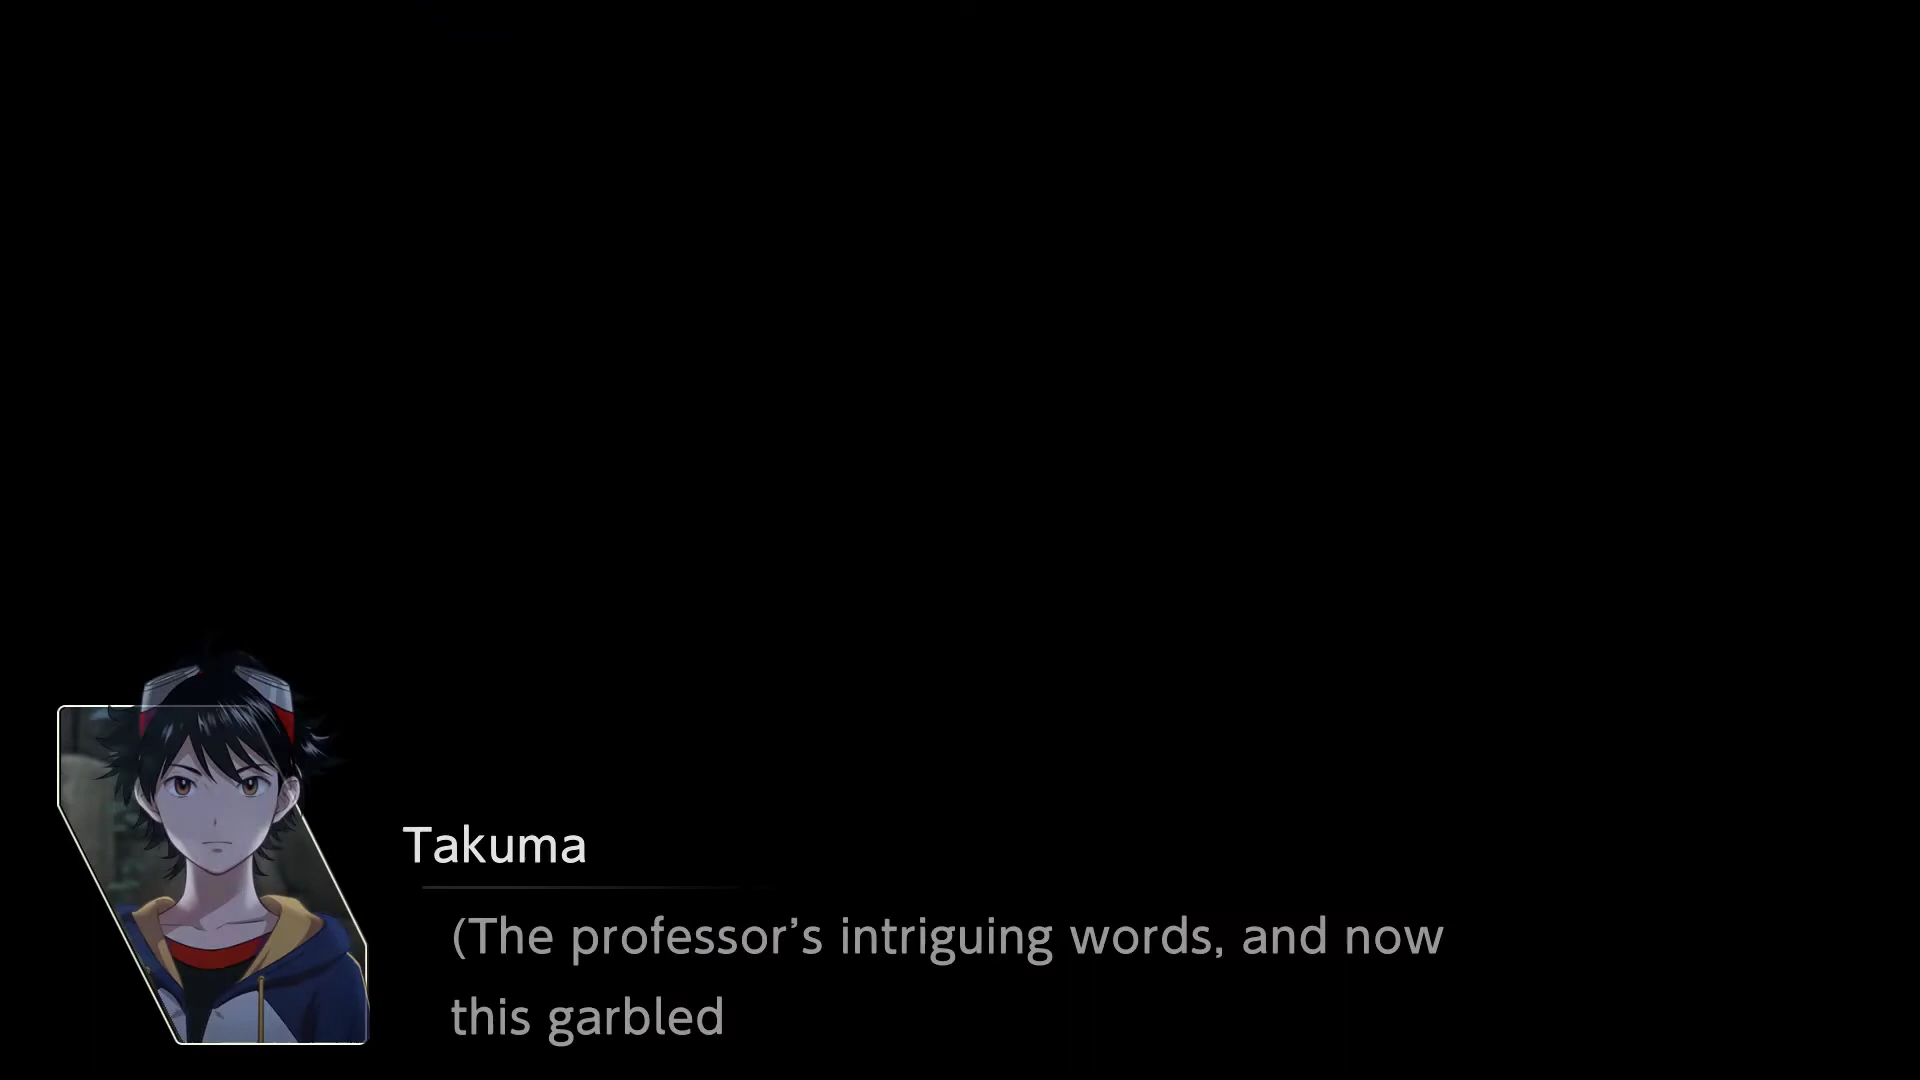 Takuma
(The professor’s intriguing words, and now
this garbled